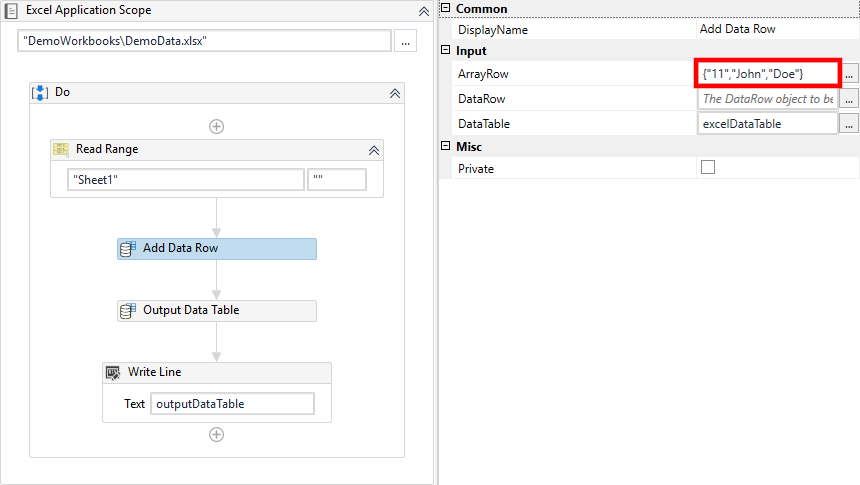 Excel Application Scope
"DemoWorkbooks\DemoData.xlsx"
...
Do
Read Range
"Sheet1"
""
Add Data Row
Output Data Table
Write Line
Text
outputDataTable
Common
DisplayName
Add Data Row
Input
ArrayRow
{"11","John","Doe"}
...
DataRow
The DataRow object to be
...
DataTable
excelDataTable
...
Misc
Private